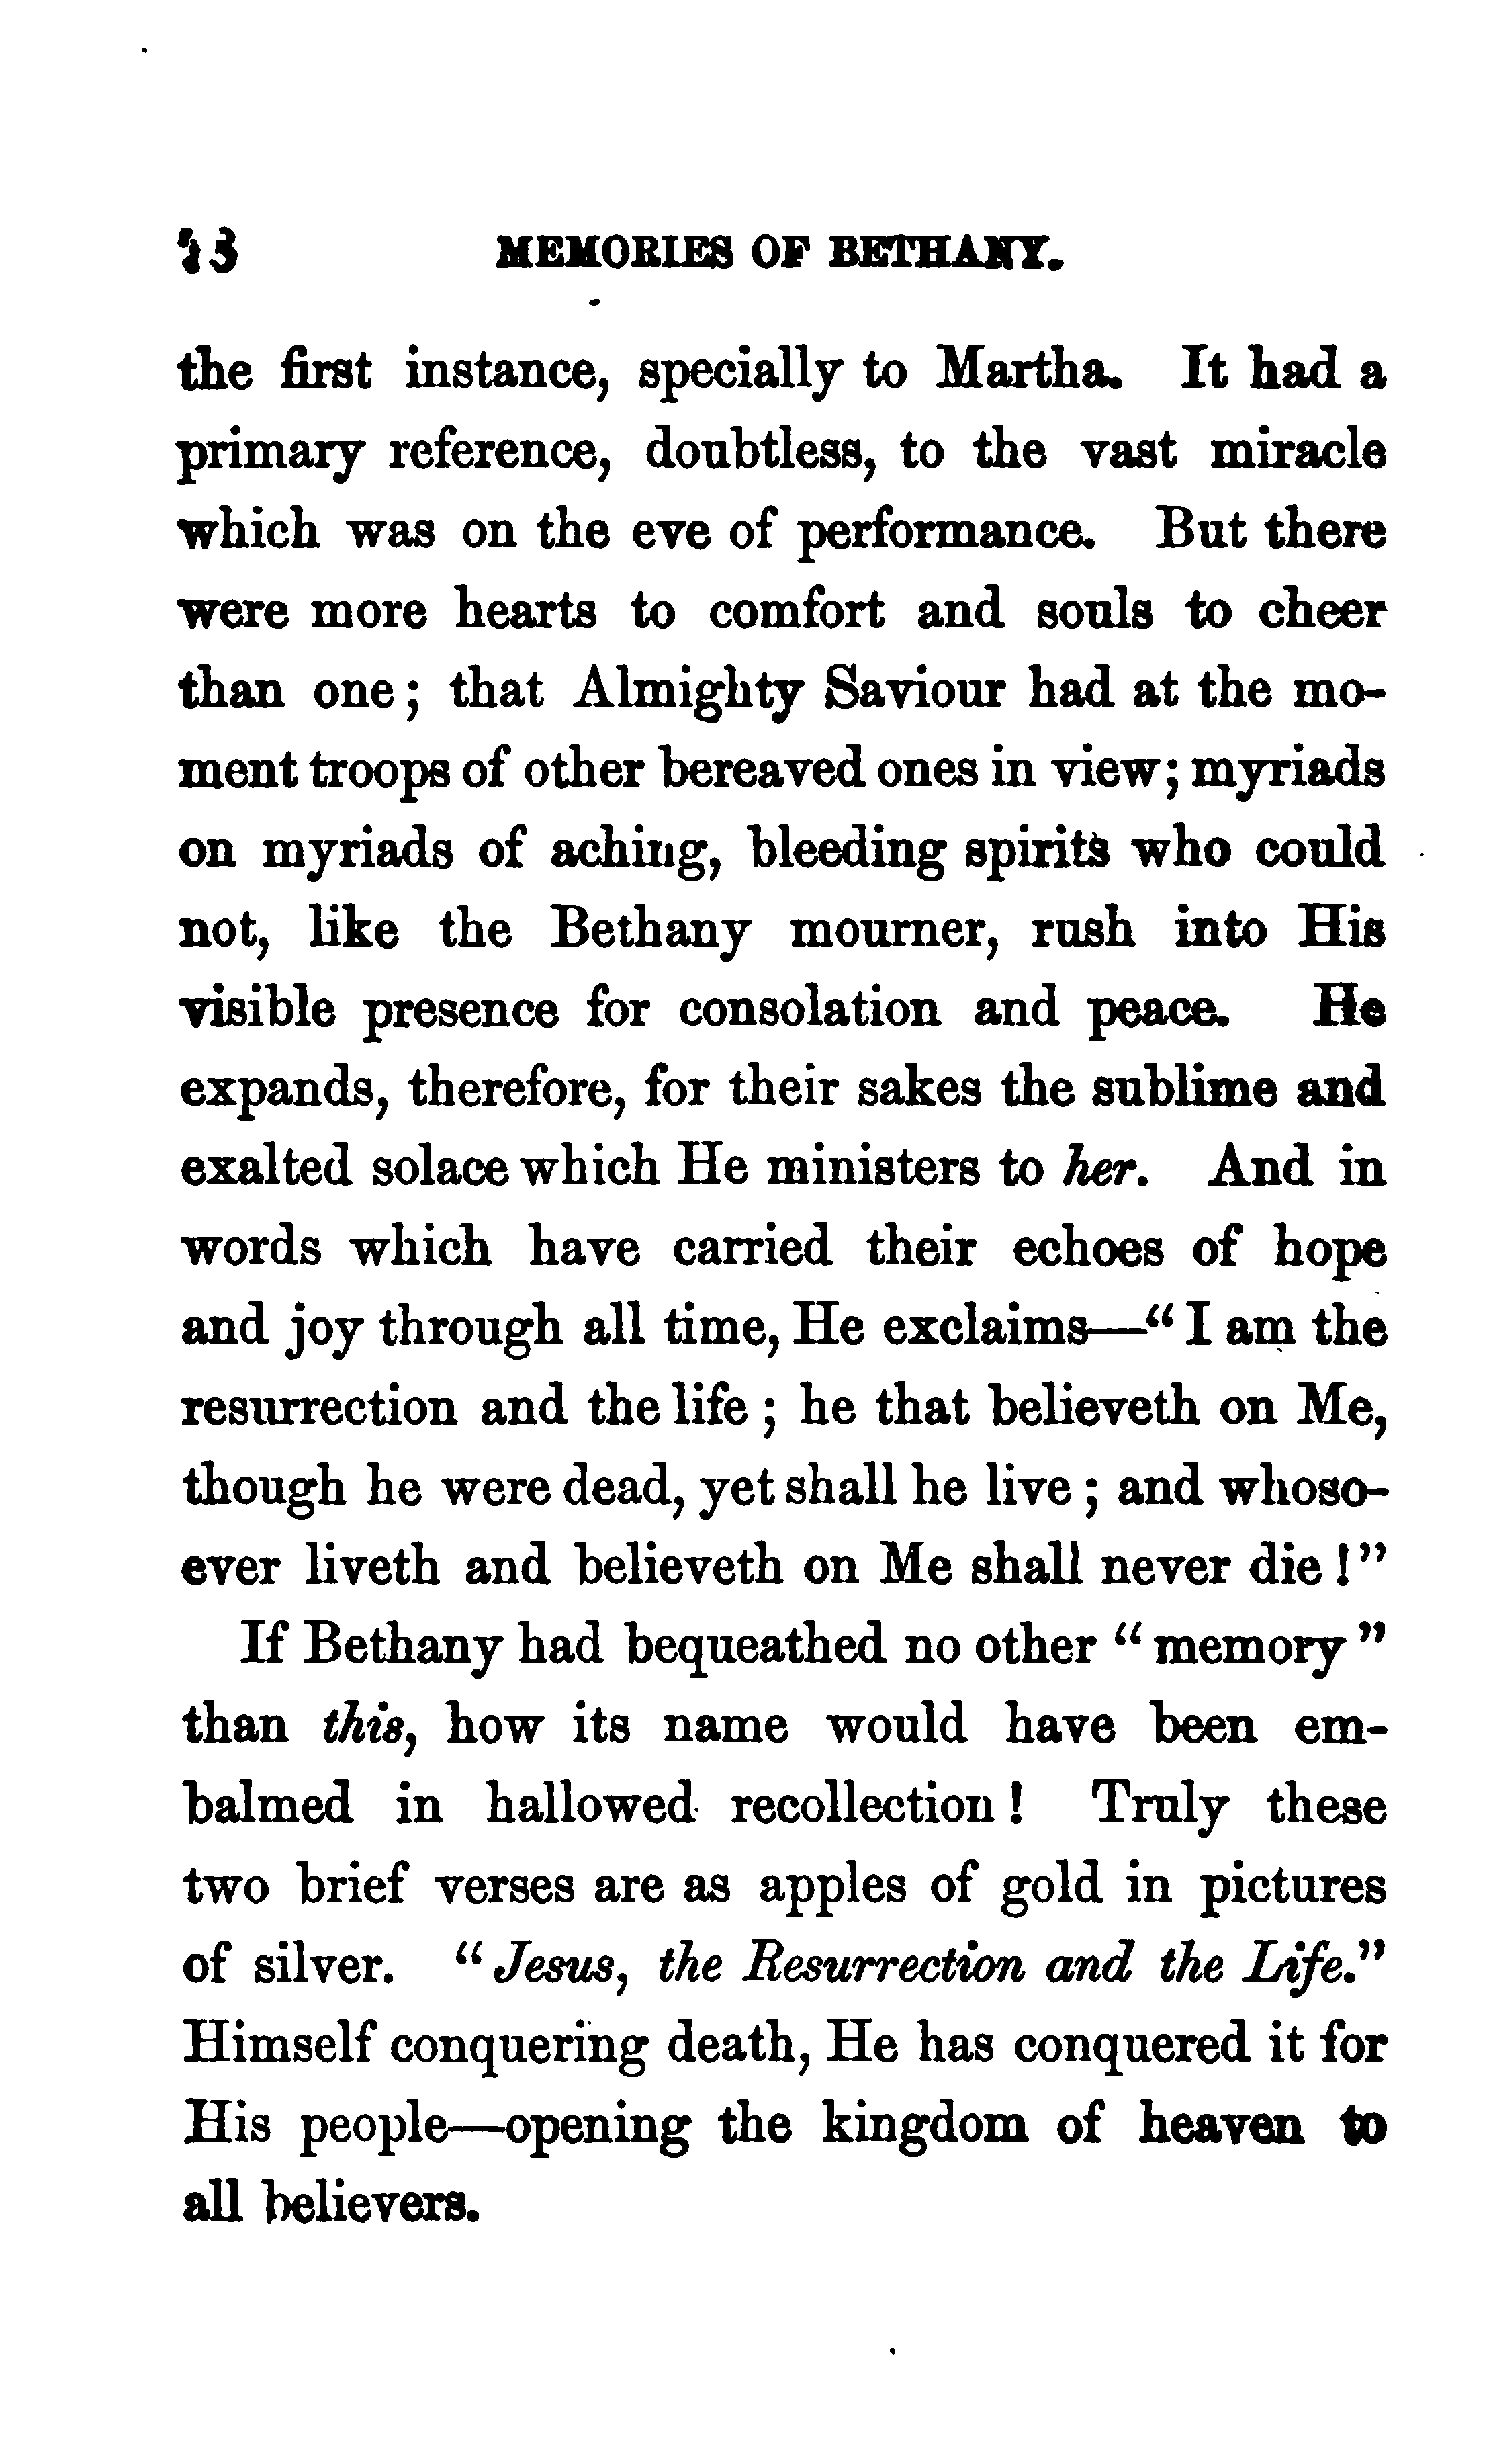 MEMORIES OF BETHANY.
the first instance, specially to Martha. It had a
primary reference, doubtless, to the vast miracle
which was on the eve of performance. But there
were more hearts to comfort and souls to cheer
than one; that Almighty Saviour had at the mo-
ment troops of other bereaved ones in view; myriads
on myriads of aching, bleeding spirits who could
not, like the Bethany mourner, rush into His
visible presence for consolation and peace. He
expands, therefore, for their sakes the sublime and
exalted solace which He ministers to her. And in
words which have carried their echoes of hope
and joy through all time, He exclaims—“I am the
resurrection and the life; he that believeth on Me,
though he were dead, yet shall he live; and whoso-
ever liveth and believeth on Me shall never die!”
If Bethany had bequeathed no other “memory”
than this, how its name would have been em-
balmed in hallowed recollection! Truly these
two brief verses are as apples of gold in pictures
of silver. “Jesus, the Resurrection and the Life.”
Himself conquering death, He has conquered it for
His people—opening the kingdom of heaven to
all believers.